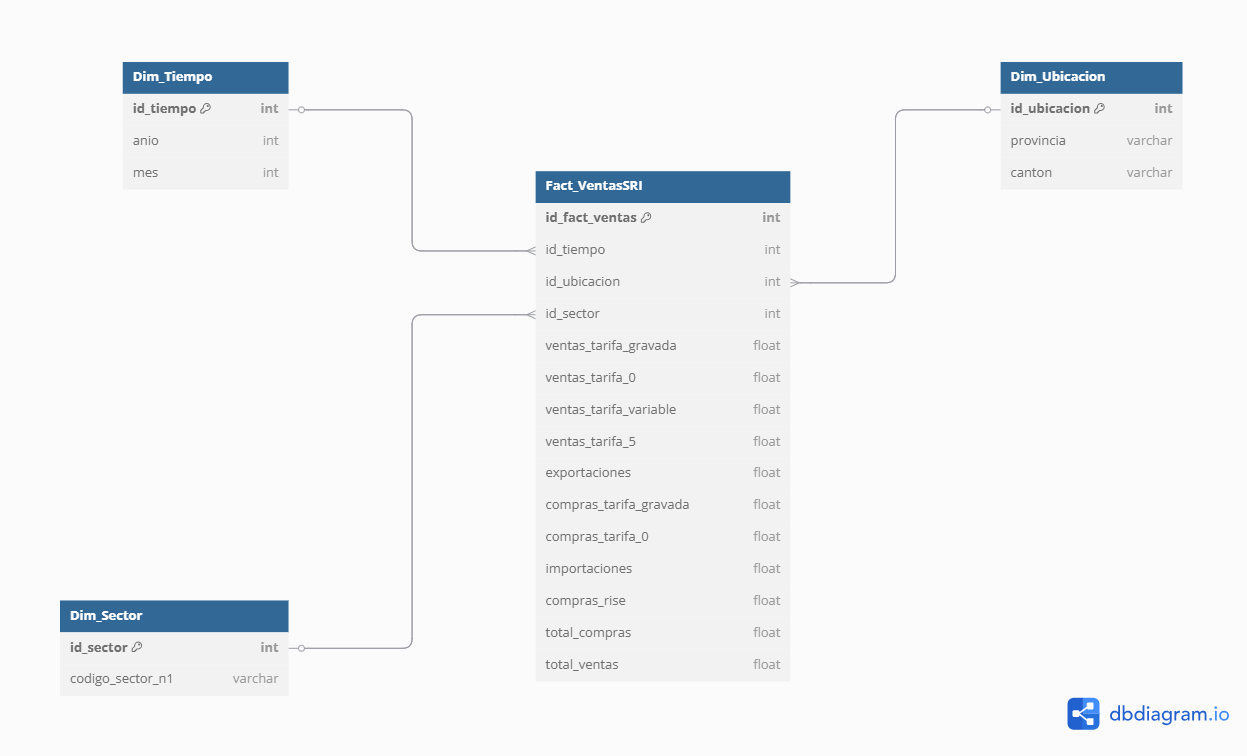 Dim_Tiempo
id_tiempo int
anio int
mes int
Dim_Ubicacion
id_ubicacion int
provincia varchar
canton varchar
Fact_VentasSRI
id_fact_ventas int
id_tiempo int
id_ubicacion int
id_sector int
ventas_tarifa_gravada float
ventas_tarifa_0 float
ventas_tarifa_variable float
ventas_tarifa_5 float
exportaciones float
compras_tarifa_gravada float
compras_tarifa_0 float
importaciones float
compras_rise float
total_compras float
total_ventas float
Dim_Sector
id_sector int
codigo_sector_n1 varchar
dbdiagram.io